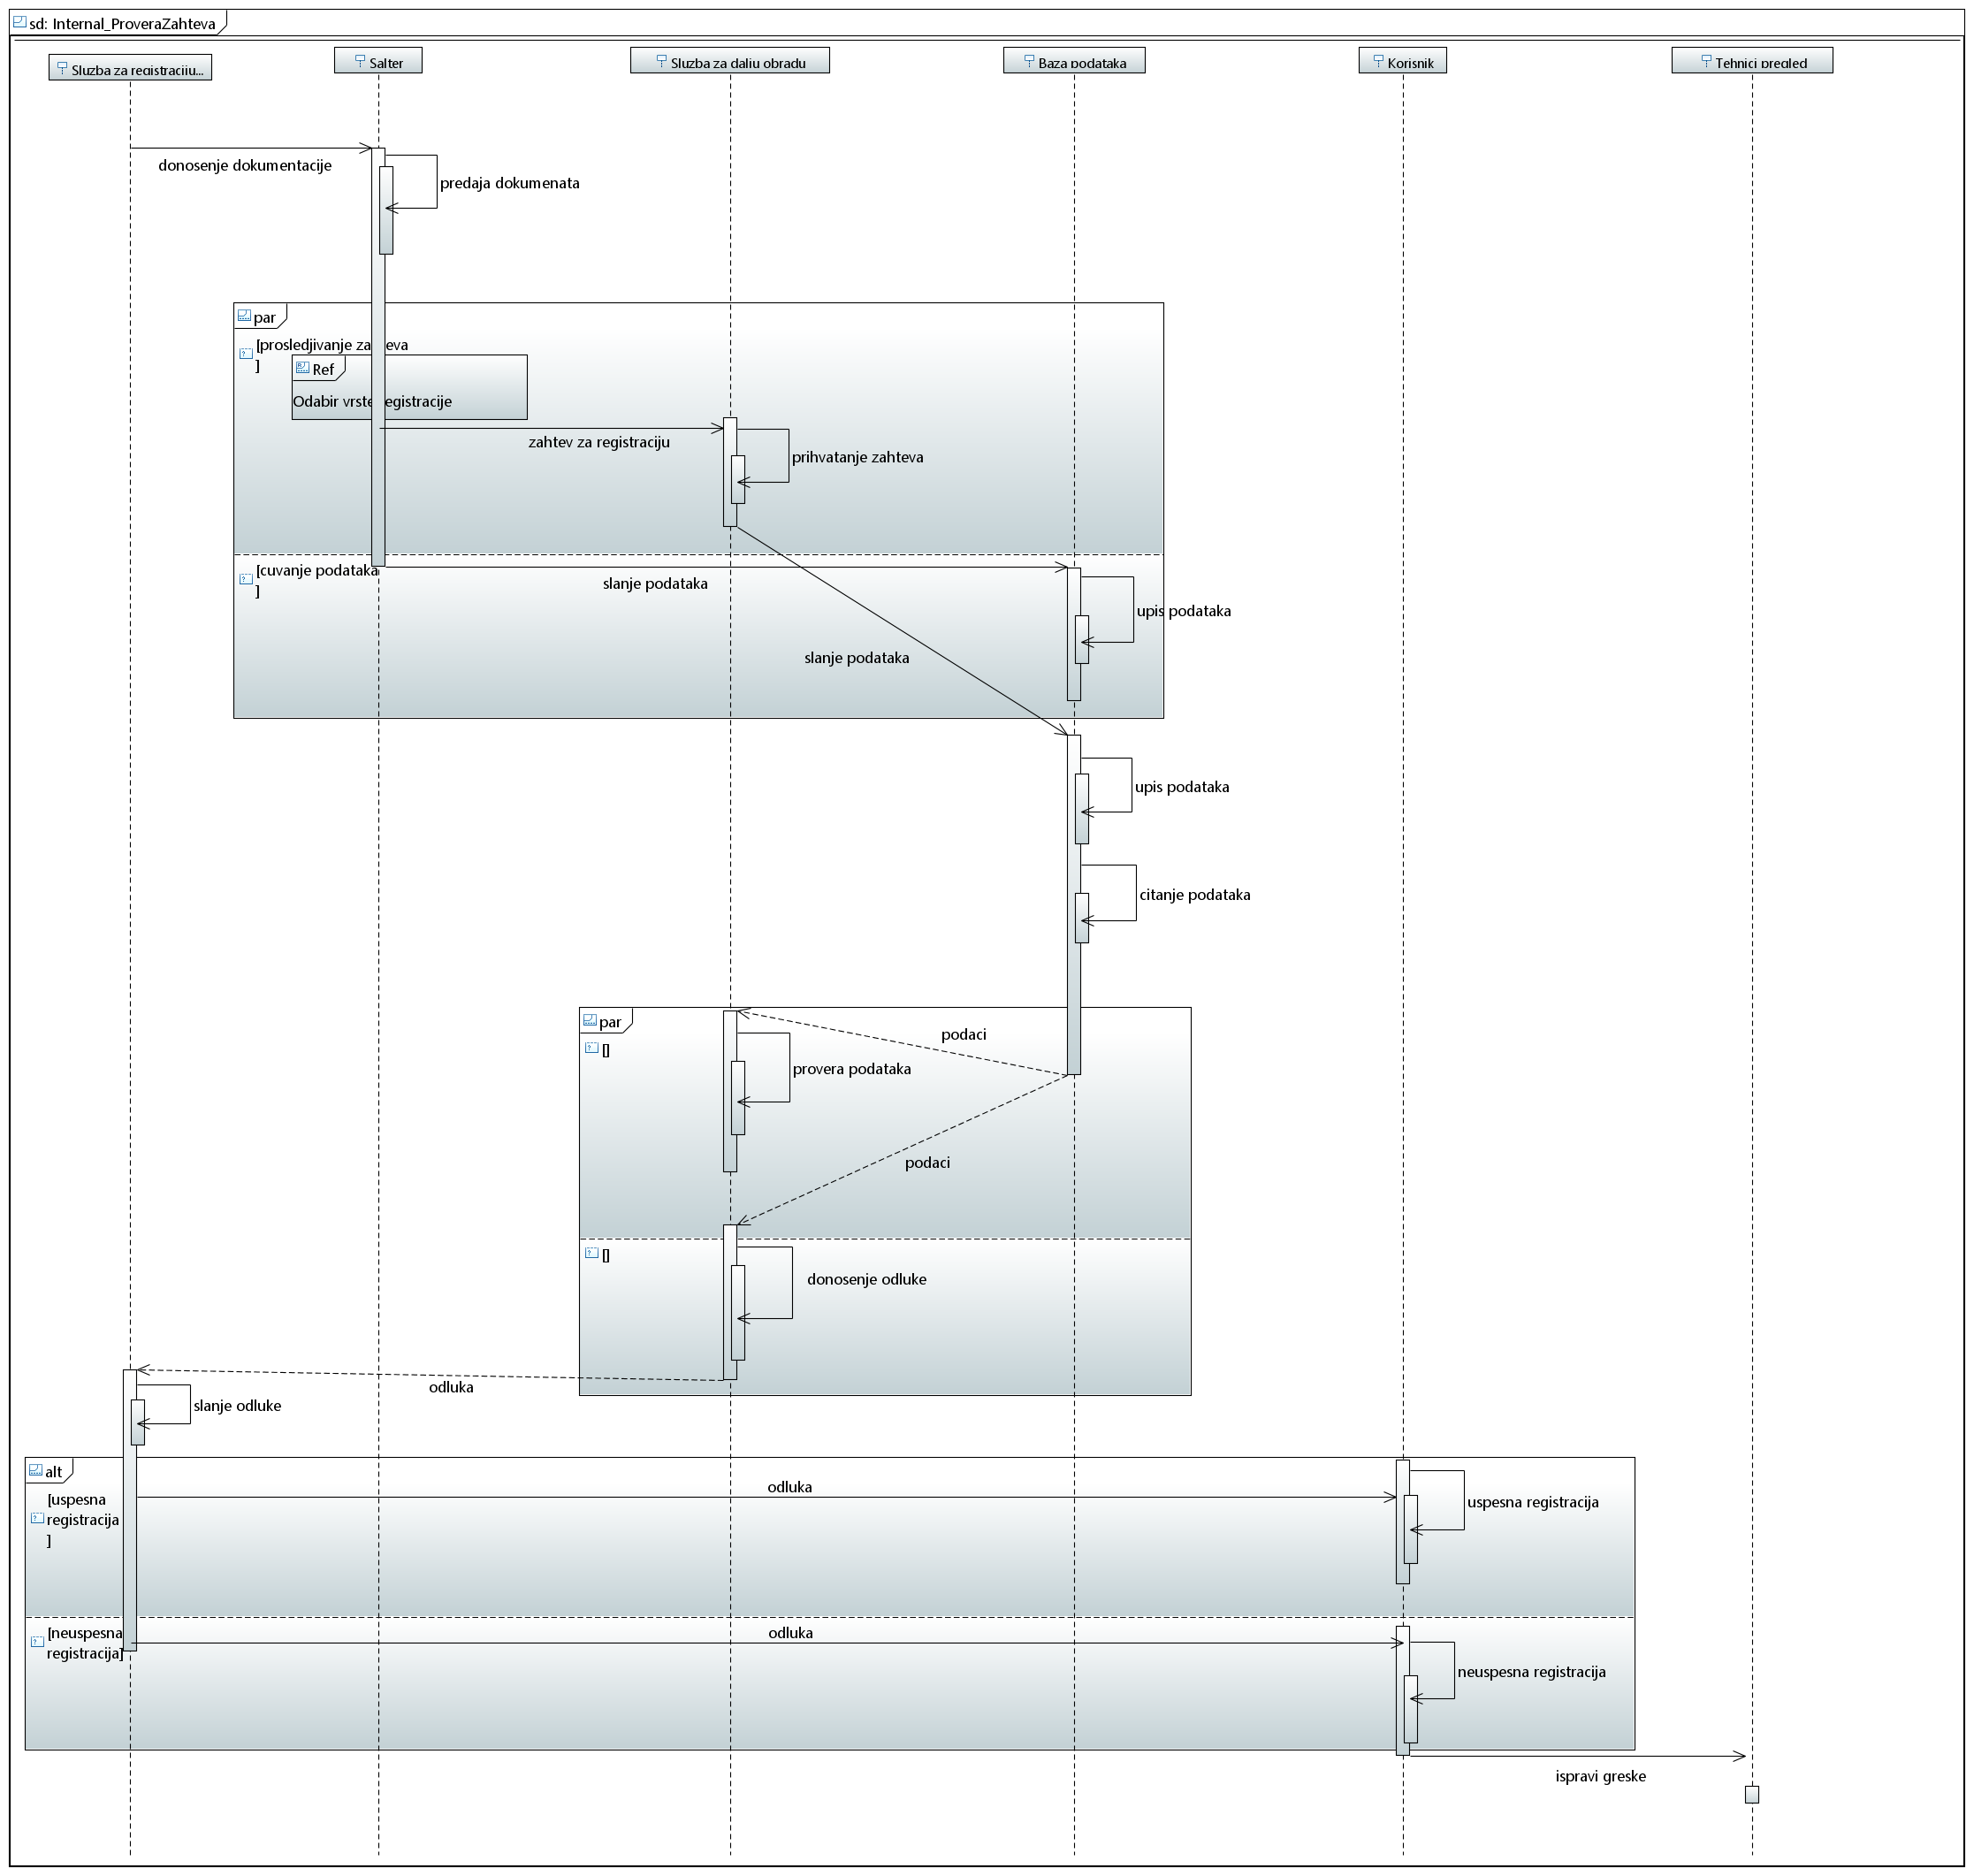 sd: Internal_ProveraZahteva
Sluzba za registraciju...
Salter
Sluzba za dalju obradu
Baza podataka
Korisnik
Tehnici pregled
donosenje dokumentacije
predaja dokumenata
par
[prosledjivanje zahteva
]
Ref
Odabir vrste registracije
zahtev za registraciju
prihvatanje zahteva
[cuvanje podataka
]
slanje podataka
upis podataka
slanje podataka
upis podataka
citanje podataka
par
[]
podaci
provera podataka
podaci
[]
donosenje odluke
odluka
slanje odluke
alt
[uspesna
registracija
]
odluka
uspesna registracija
[neuspesna
registracija]
odluka
neuspesna registracija
ispravi greske